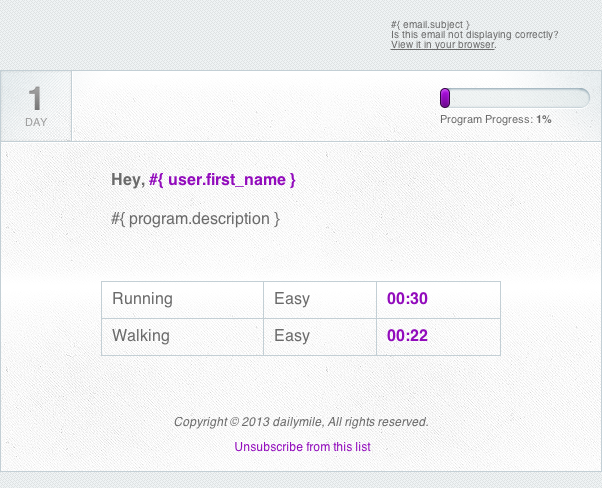 #{ email.subject }
Is this email not displaying correctly?
View it in your browser.
1
DAY
Program Progress: 1%
Hey, #{ user.first_name }
#{ program.description }
Running Easy 00:30
Walking Easy 00:22
Copyright © 2013 dailymile, All rights reserved.
Unsubscribe from this list